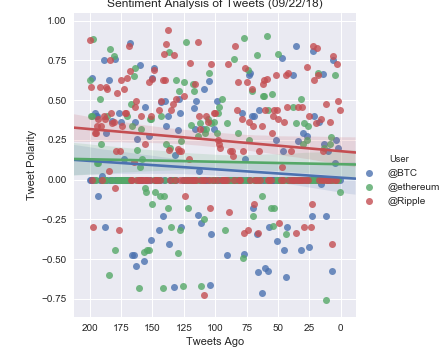 Sentiment Analysis of Tweets (09/22/18)
1.00
0.75
0.50
0.25
0.00
−0.25
−0.50
−0.75
Tweet Polarity
200 175 150 125 100 75 50 25 0
Tweets Ago
User
@BTC
@ethereum
@Ripple